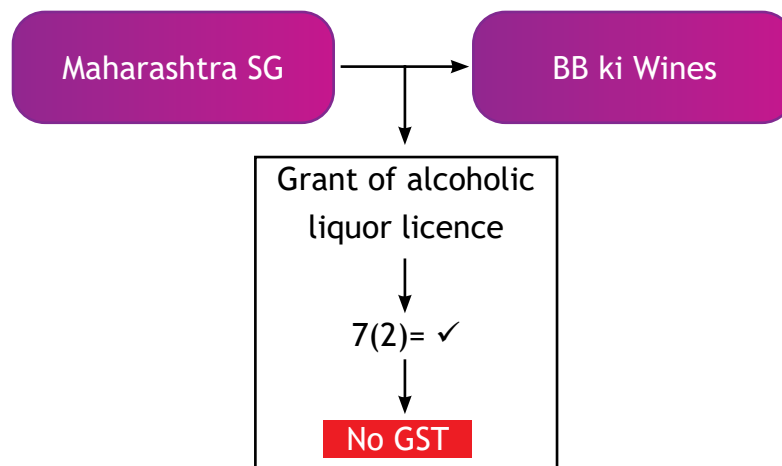 Maharashtra SG
BB ki Wines
Grant of alcoholic
liquor licence
7(2)= ✓
No GST